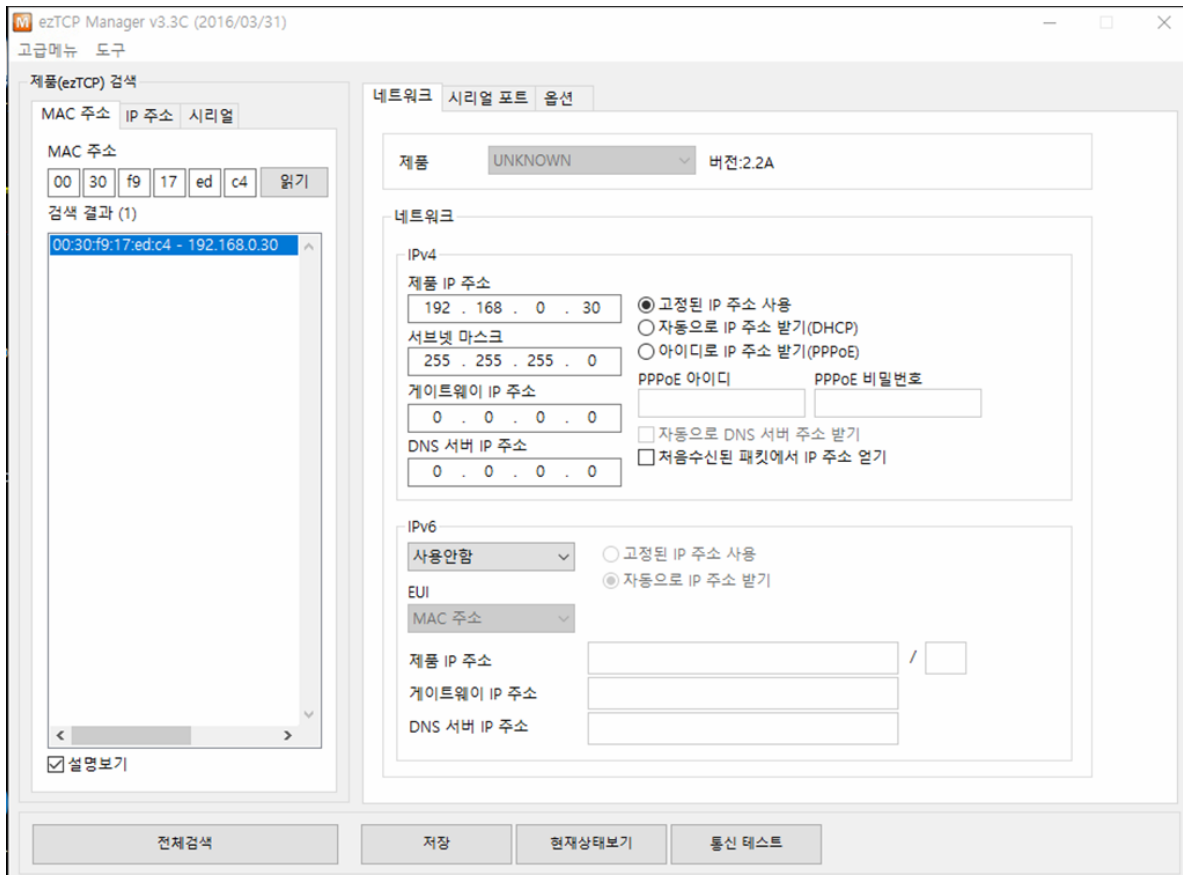 M ezTCP Manager v3.3C (2016/03/31)
고급메뉴 도구
제품(ezTCP) 검색
MAC 주소 IP 주소 시리얼
MAC 주소
00 30 f9 17 ed c4 읽기
검색 결과 (1)
00:30:f9:17:ed:c4 - 192.168.0.30
설명보기
네트워크 시리얼 포트 옵션
제품 UNKNOWN 버전:2.2A
네트워크
IPv4
제품 IP 주소
192 . 168 . 0 . 30
서브넷 마스크
255 . 255 . 255 . 0
게이트웨이 IP 주소
0 . 0 . 0 . 0
DNS 서버 IP 주소
0 . 0 . 0 . 0
고정된 IP 주소 사용
자동으로 IP 주소 받기(DHCP)
아이디로 IP 주소 받기(PPPoE)
PPPoE 아이디 PPPoE 비밀번호
자동으로 DNS 서버 주소 받기
처음수신된 패킷에서 IP 주소 얻기
IPv6
사용안함
고정된 IP 주소 사용
자동으로 IP 주소 받기
EUI
MAC 주소
제품 IP 주소 /
게이트웨이 IP 주소
DNS 서버 IP 주소
전체검색 저장 현재상태보기 통신 테스트